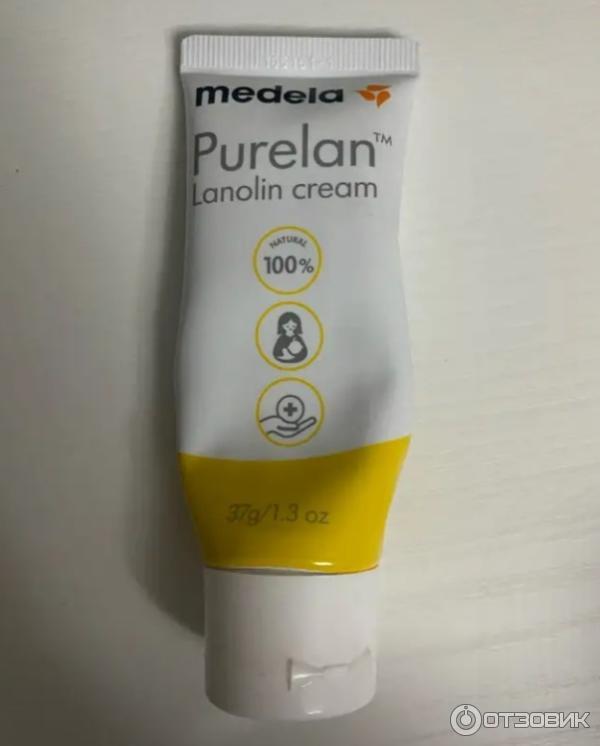 medela
Purelan™
Lanolin cream
NATURAL
100%
37g/1.3 oz
ОТЗОВИК